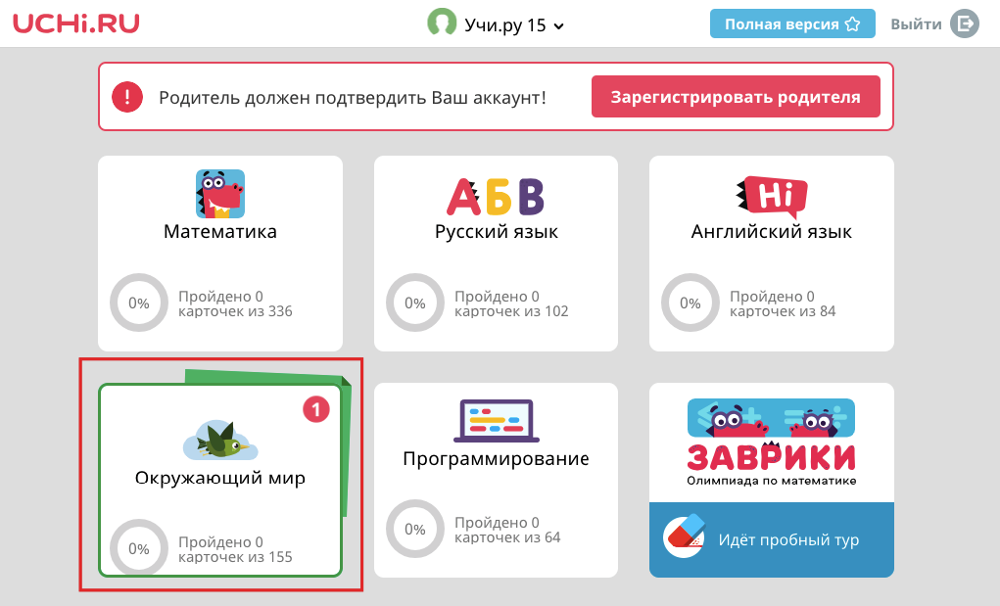 UCHi.RU
Учи.ру 15
Полная версия
Выйти
!
Родитель должен подтвердить Ваш аккаунт!
Зарегистрировать родителя
Математика
0%
Пройдено 0
карточек из 336
АБВ
Русский язык
0%
Пройдено 0
карточек из 102
Hi
Английский язык
0%
Пройдено 0
карточек из 84
1
Окружающий мир
0%
Пройдено 0
карточек из 155
Программирование
0%
Пройдено 0
карточек из 64
ЗАВРИКИ
Олимпиада по математике
Идёт пробный тур